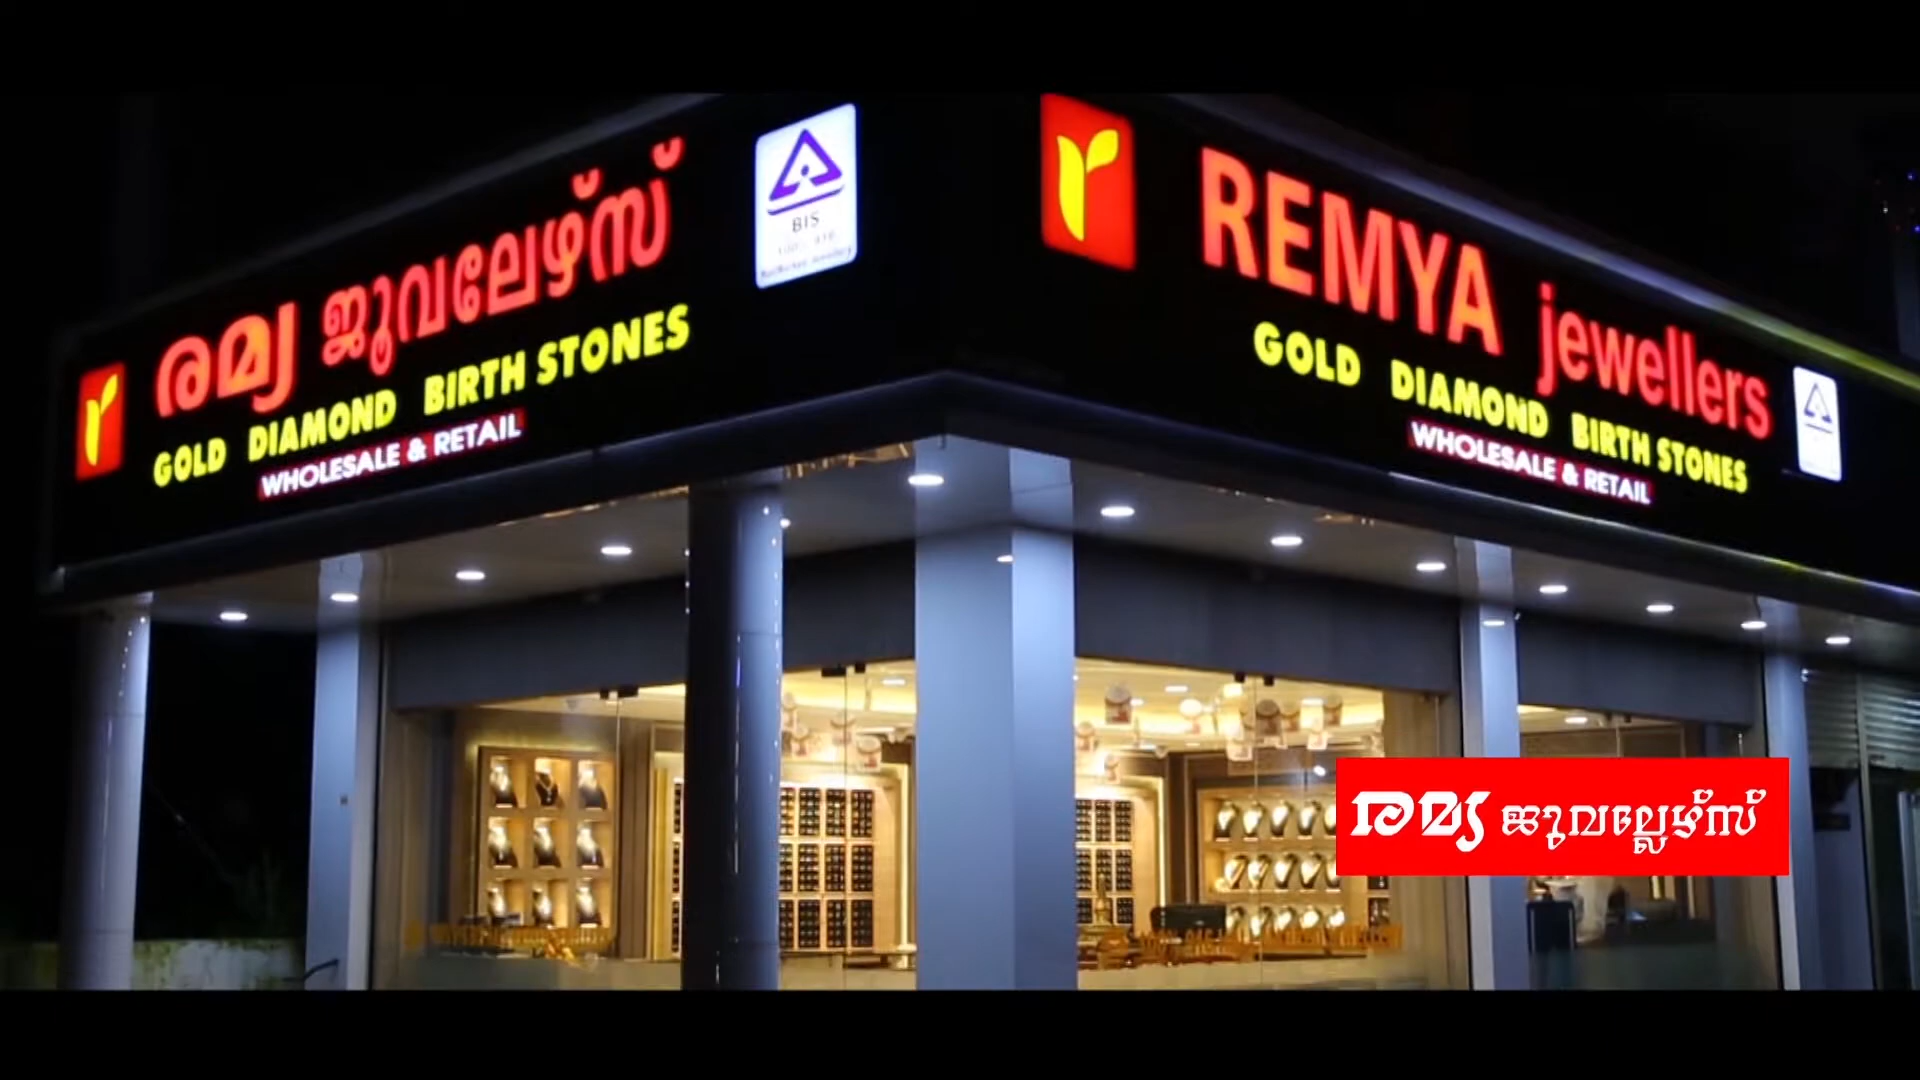 രമ്യ ജൂവലേഴ്സ്
GOLD DIAMOND BIRTH STONES
WHOLESALE & RETAIL
BIS
REMYA jewellers
GOLD DIAMOND BIRTH STONES
WHOLESALE & RETAIL
രമ്യ ജുവല്ലേഴ്സ്